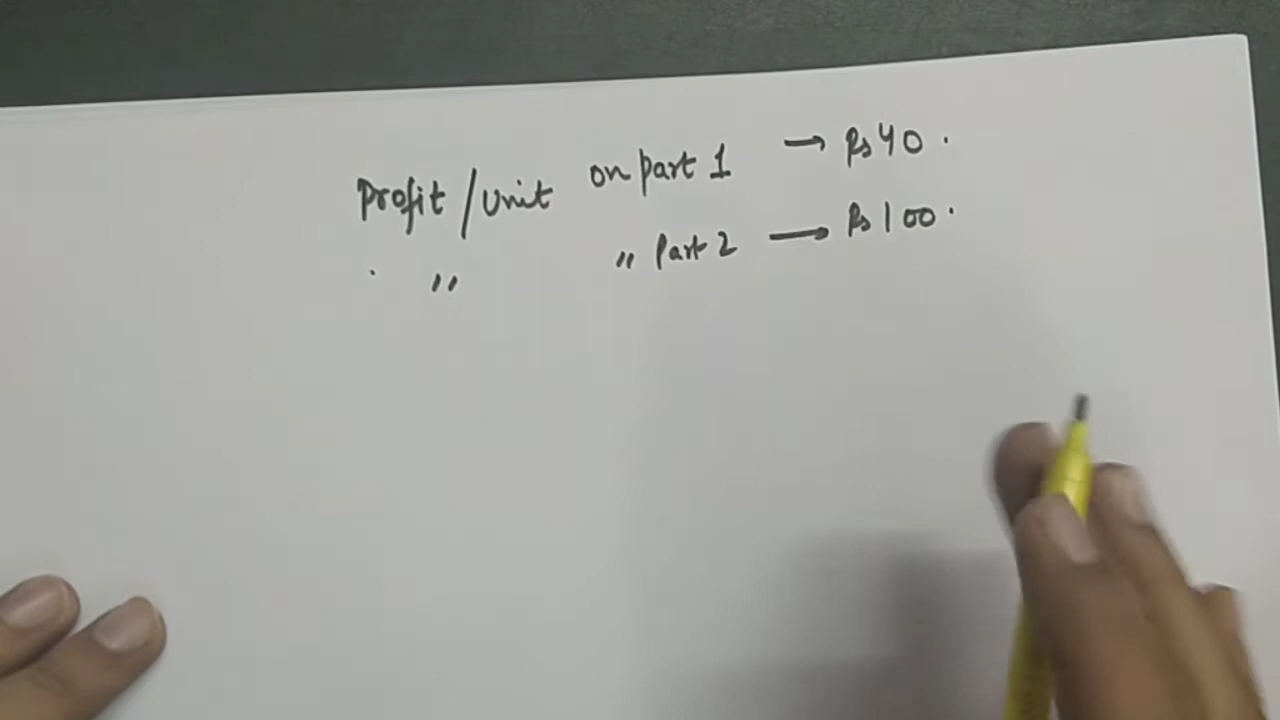 Profit / Unit on part 1 → Rs 40.
" " Part 2 → Rs 100.